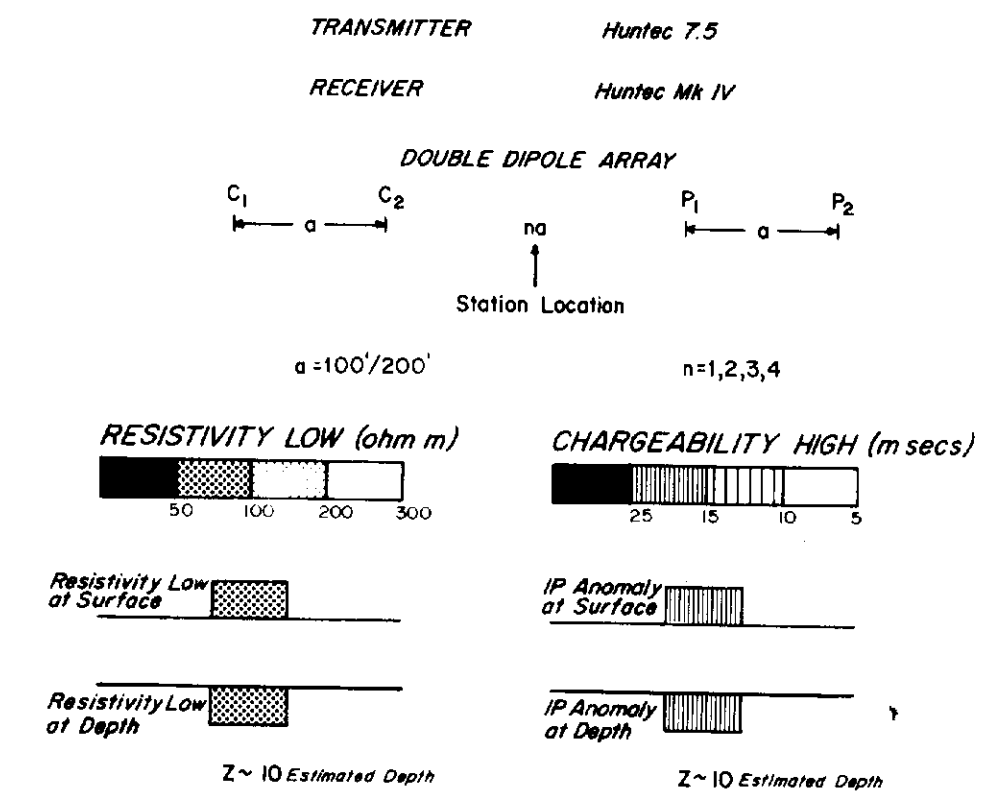 TRANSMITTER Huntec 7.5
RECEIVER Huntec Mk IV
DOUBLE DIPOLE ARRAY
C1 C2 P1 P2
a na a
Station Location
a=100'/200' n=1,2,3,4
RESISTIVITY LOW (ohm m) CHARGEABILITY HIGH (m secs)
50 100 200 300 25 15 10 5
Resistivity Low
at Surface
IP Anomaly
at Surface
Resistivity Low
at Depth
IP Anomaly
at Depth
Z~10 Estimated Depth Z~10 Estimated Depth